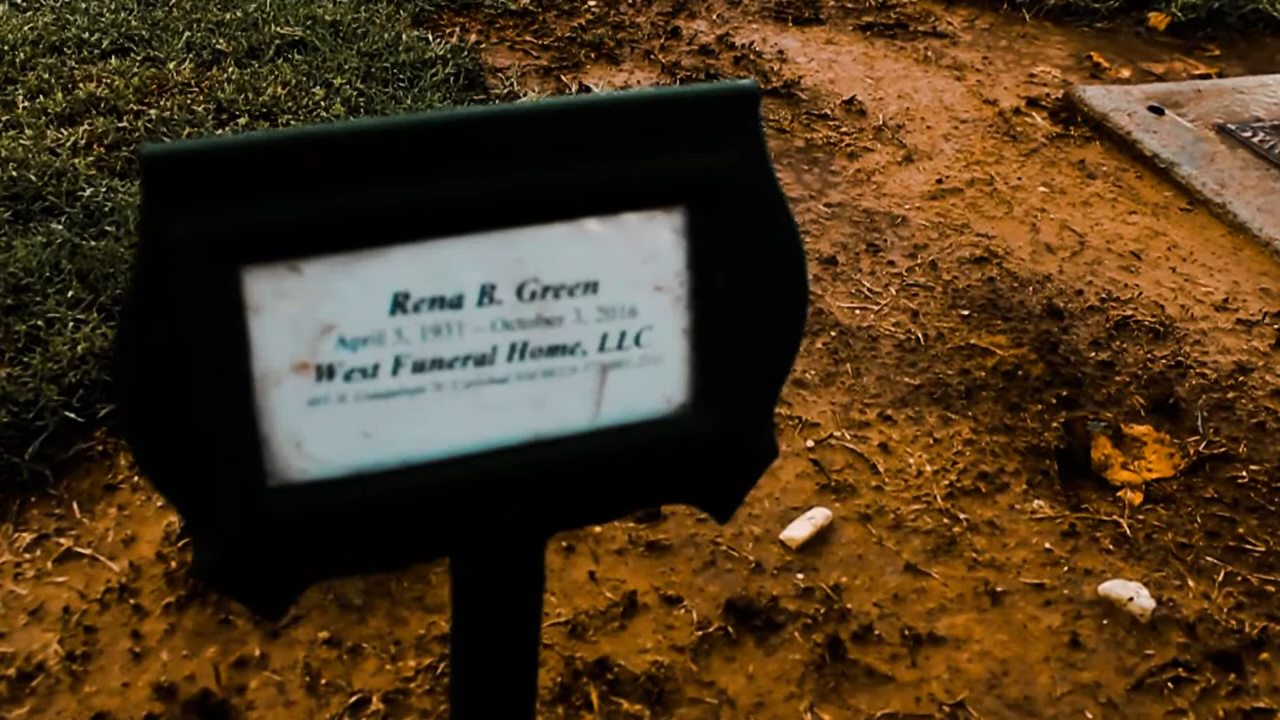 Rena B. Green
April 5, 1931 - October 3, 2016
West Funeral Home, LLC